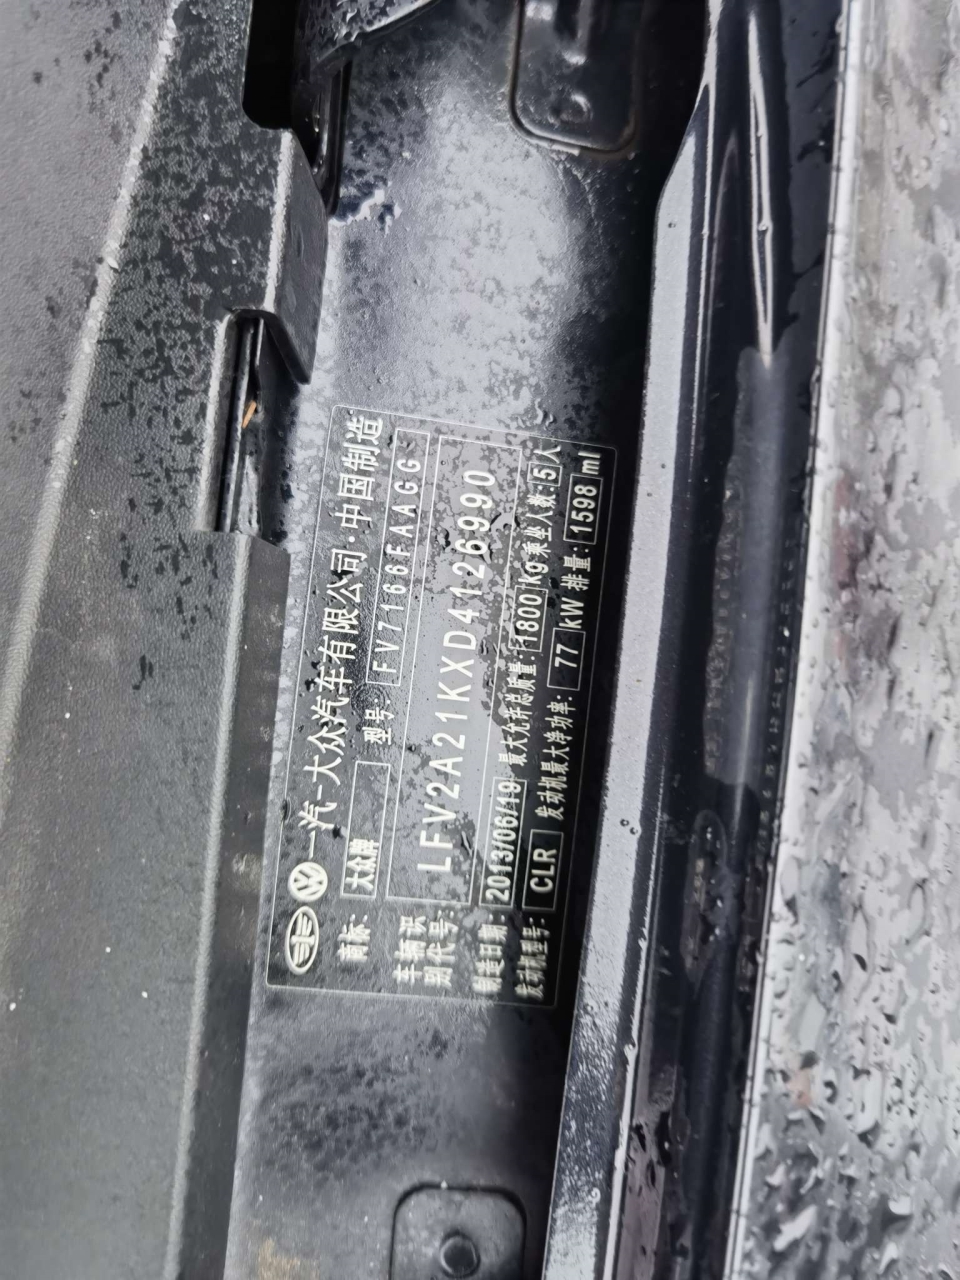 一汽-大众汽车有限公司·中国制造
商标: 大众牌 型号: FV7166FAAGG
车辆识别代号: LFV2A21KXD4126990
制造日期: 2013/06/19 最大允许总质量: 1800 kg 乘坐人数: 5 人
发动机型号: CLR 发动机最大净功率: 77 kW 排量: 1598 ml